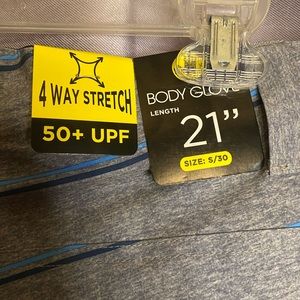 4 WAY STRETCH
50+ UPF
BODY GLOVE
LENGTH
21”
SIZE: S/30